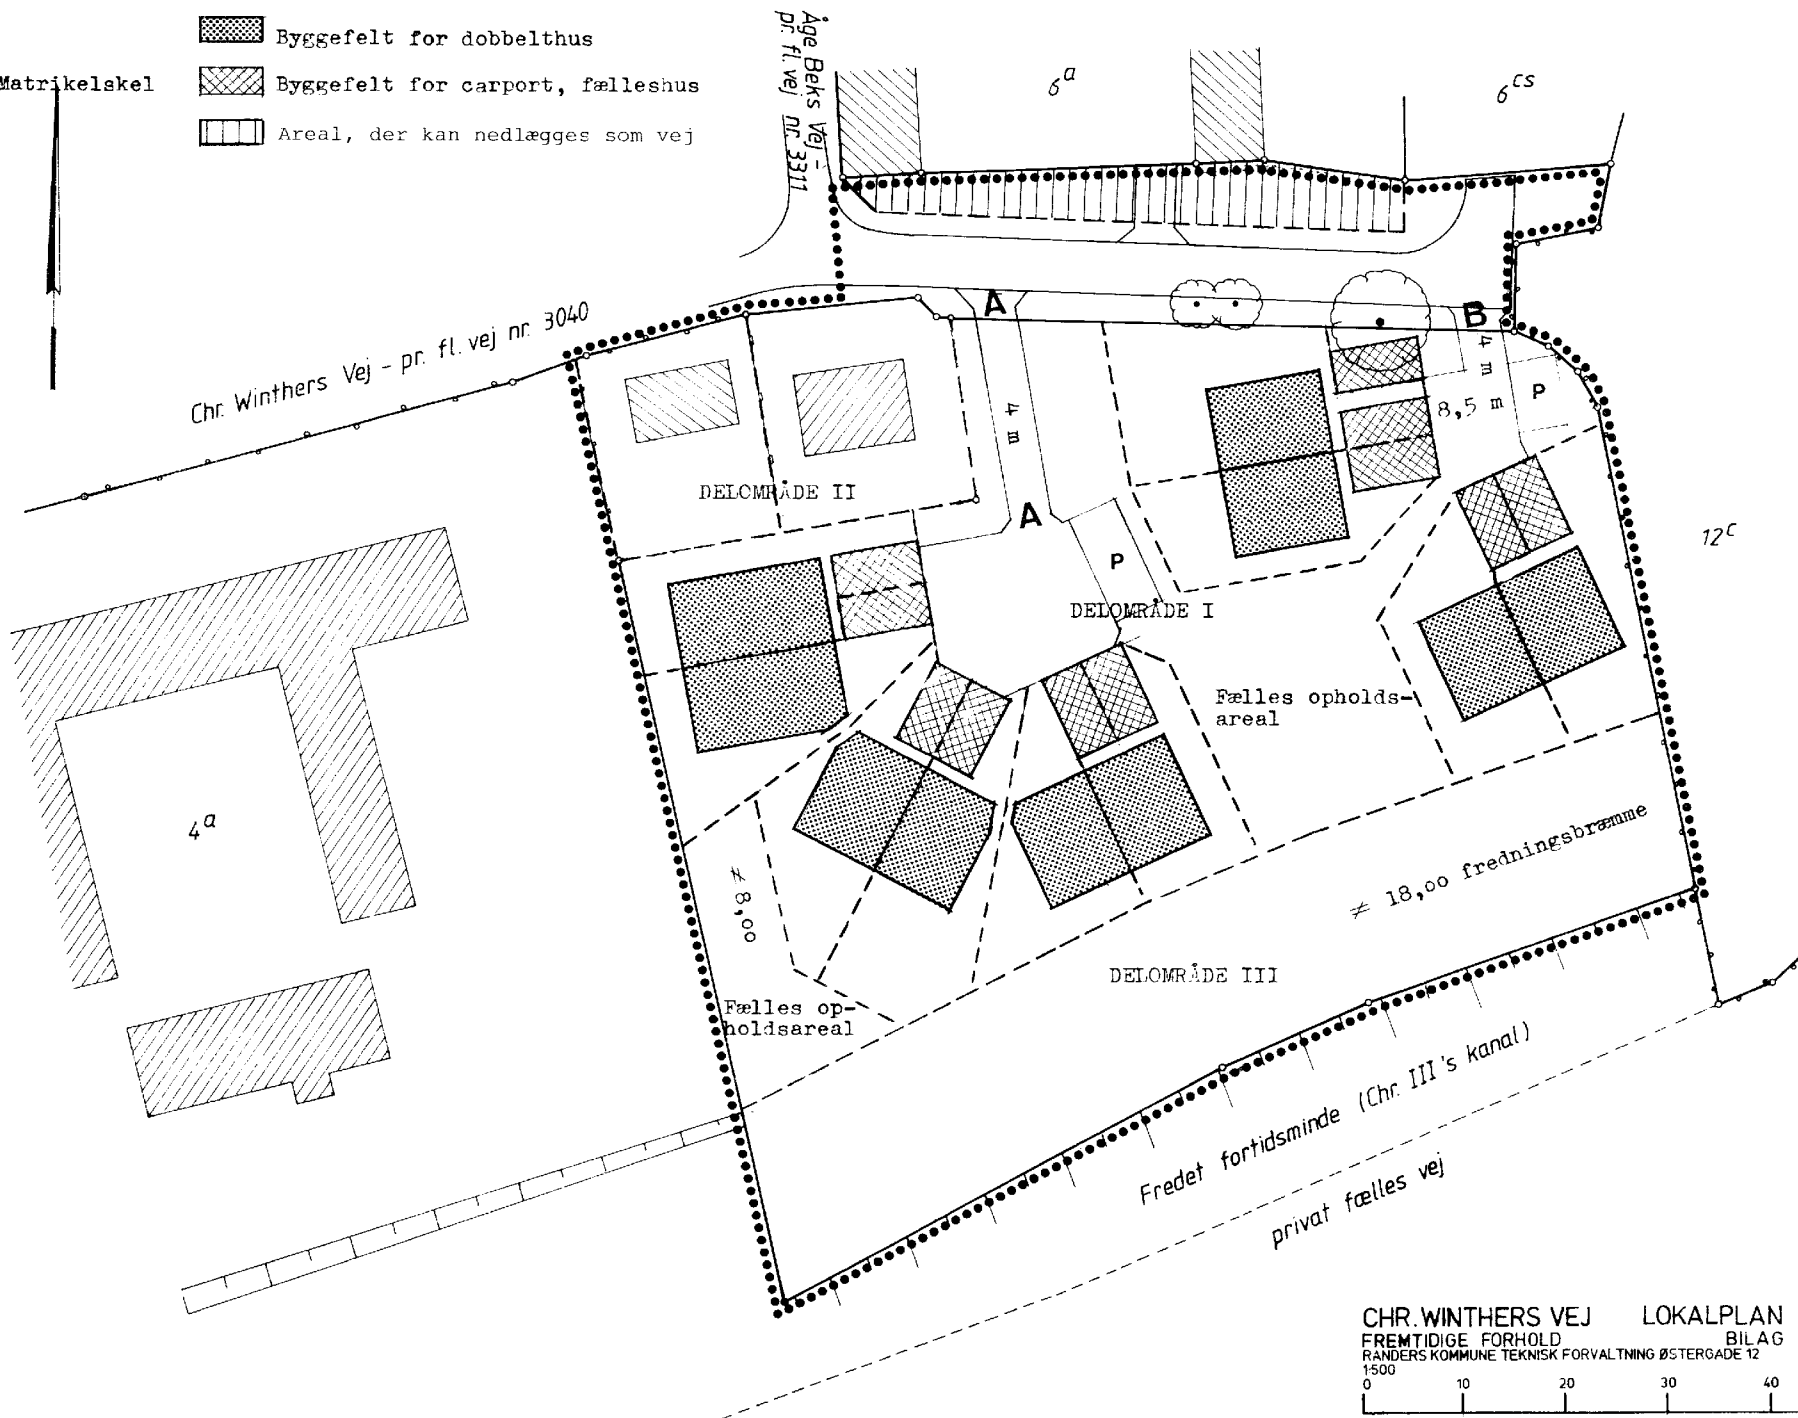 Byggefelt for dobbelthus
Matrikelskel
Byggefelt for carport, fælleshus
Areal, der kan nedlægges som vej
Åge Beks Vej -
pr. fl. vej nr. 3311
6a
6cs
Chr. Winthers Vej - pr. fl. vej nr. 3040
A
B
4 m
4 m
8,5 m
P
DELOMRÅDE II
A
P
12c
DELOMRÅDE I
Fælles opholds-
areal
4a
≠ 8,00
≠ 18,00 fredningsbræmme
DELOMRÅDE III
Fælles op-
holdsareal
Fredet fortidsminde (Chr. III's kanal)
privat fælles vej
CHR. WINTHERS VEJ LOKALPLAN
FREMTIDIGE FORHOLD BILAG
RANDERS KOMMUNE TEKNISK FORVALTNING ØSTERGADE 12
1:500
0 10 20 30 40